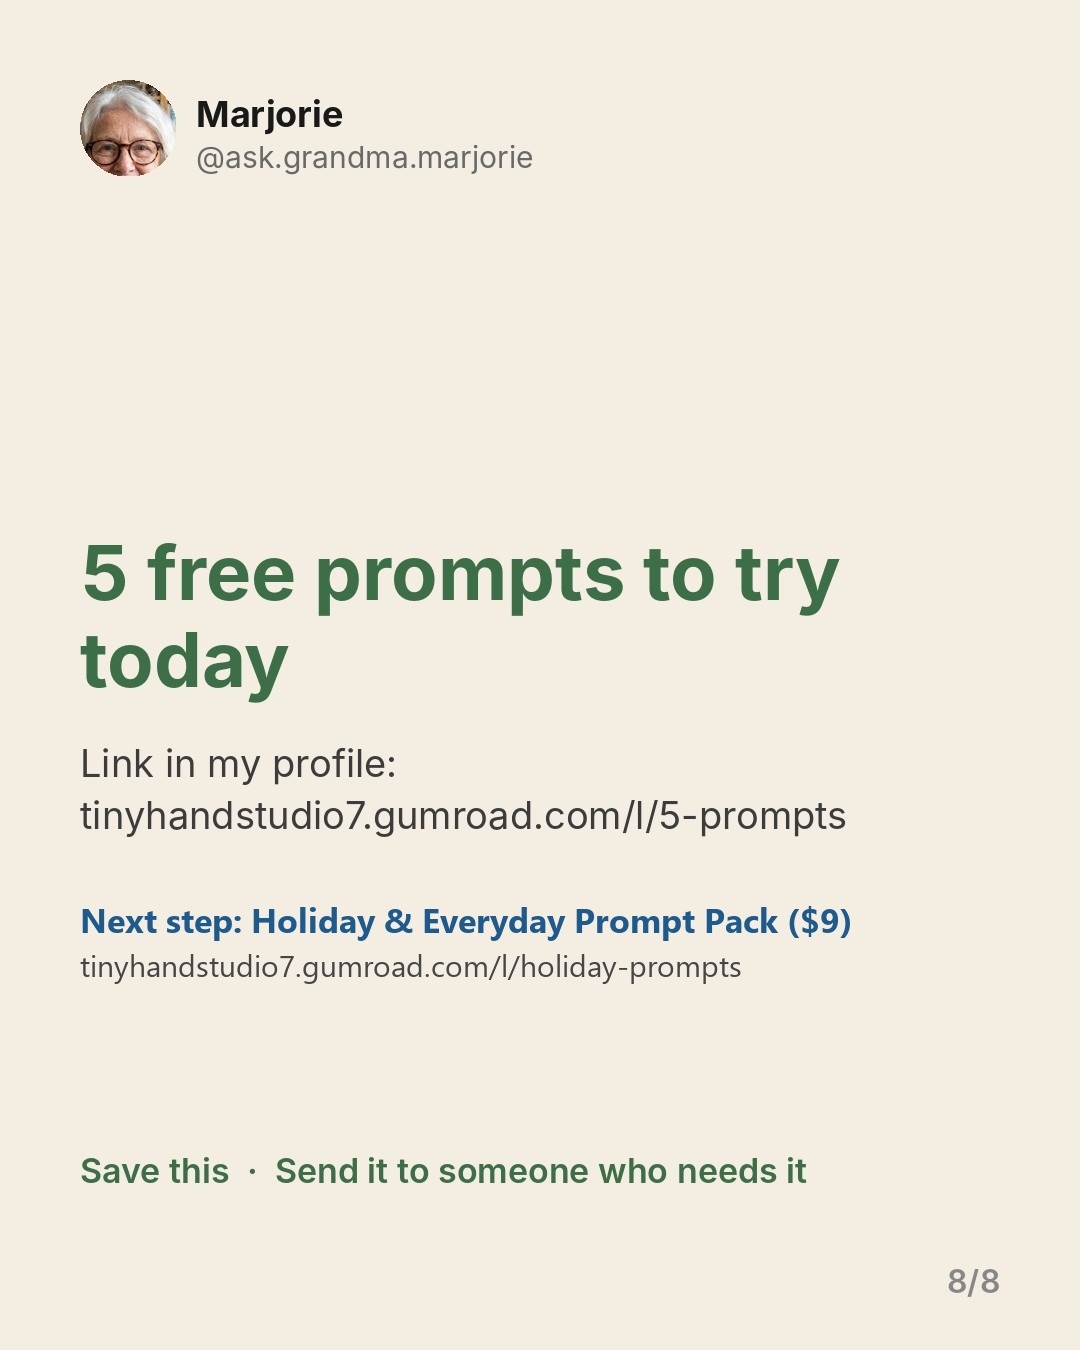 Marjorie
@ask.grandma.marjorie
5 free prompts to try
today
Link in my profile:
tinyhandstudio7.gumroad.com/l/5-prompts
Next step: Holiday & Everyday Prompt Pack ($9)
tinyhandstudio7.gumroad.com/l/holiday-prompts
Save this · Send it to someone who needs it
8/8